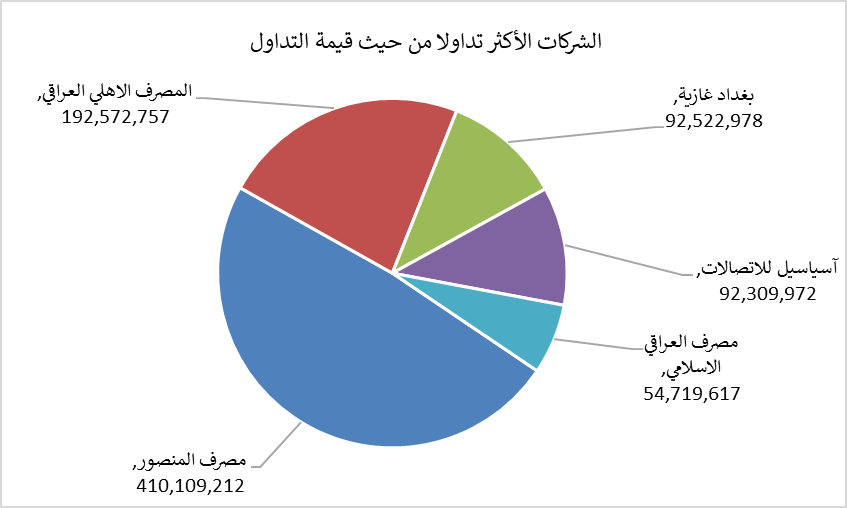 الشركات الأكثر تداولا من حيث قيمة التداول
بغداد غازية,
92,522,978
المصرف الاهلي العراقي,
192,572,757
آسياسيل للاتصالات,
92,309,972
مصرف العراقي
الاسلامي,
54,719,617
مصرف المنصور,
410,109,212